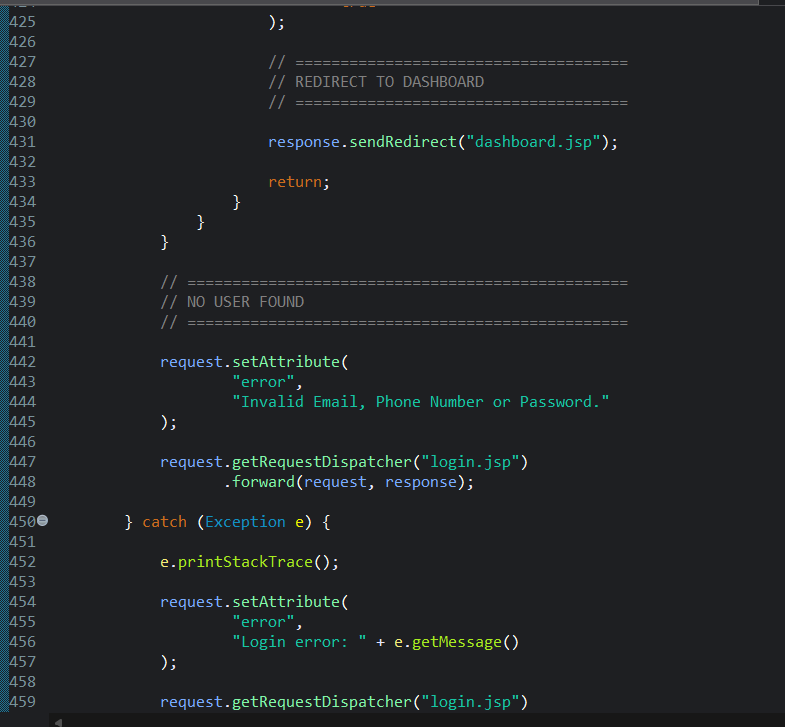 425 );
426
427 // =====================================
428 // REDIRECT TO DASHBOARD
429 // =====================================
430
431 response.sendRedirect("dashboard.jsp");
432
433 return;
434 }
435 }
436 }
437
438 // =================================================
439 // NO USER FOUND
440 // =================================================
441
442 request.setAttribute(
443 "error",
444 "Invalid Email, Phone Number or Password."
445 );
446
447 request.getRequestDispatcher("login.jsp")
448 .forward(request, response);
449
450 } catch (Exception e) {
451
452 e.printStackTrace();
453
454 request.setAttribute(
455 "error",
456 "Login error: " + e.getMessage()
457 );
458
459 request.getRequestDispatcher("login.jsp")